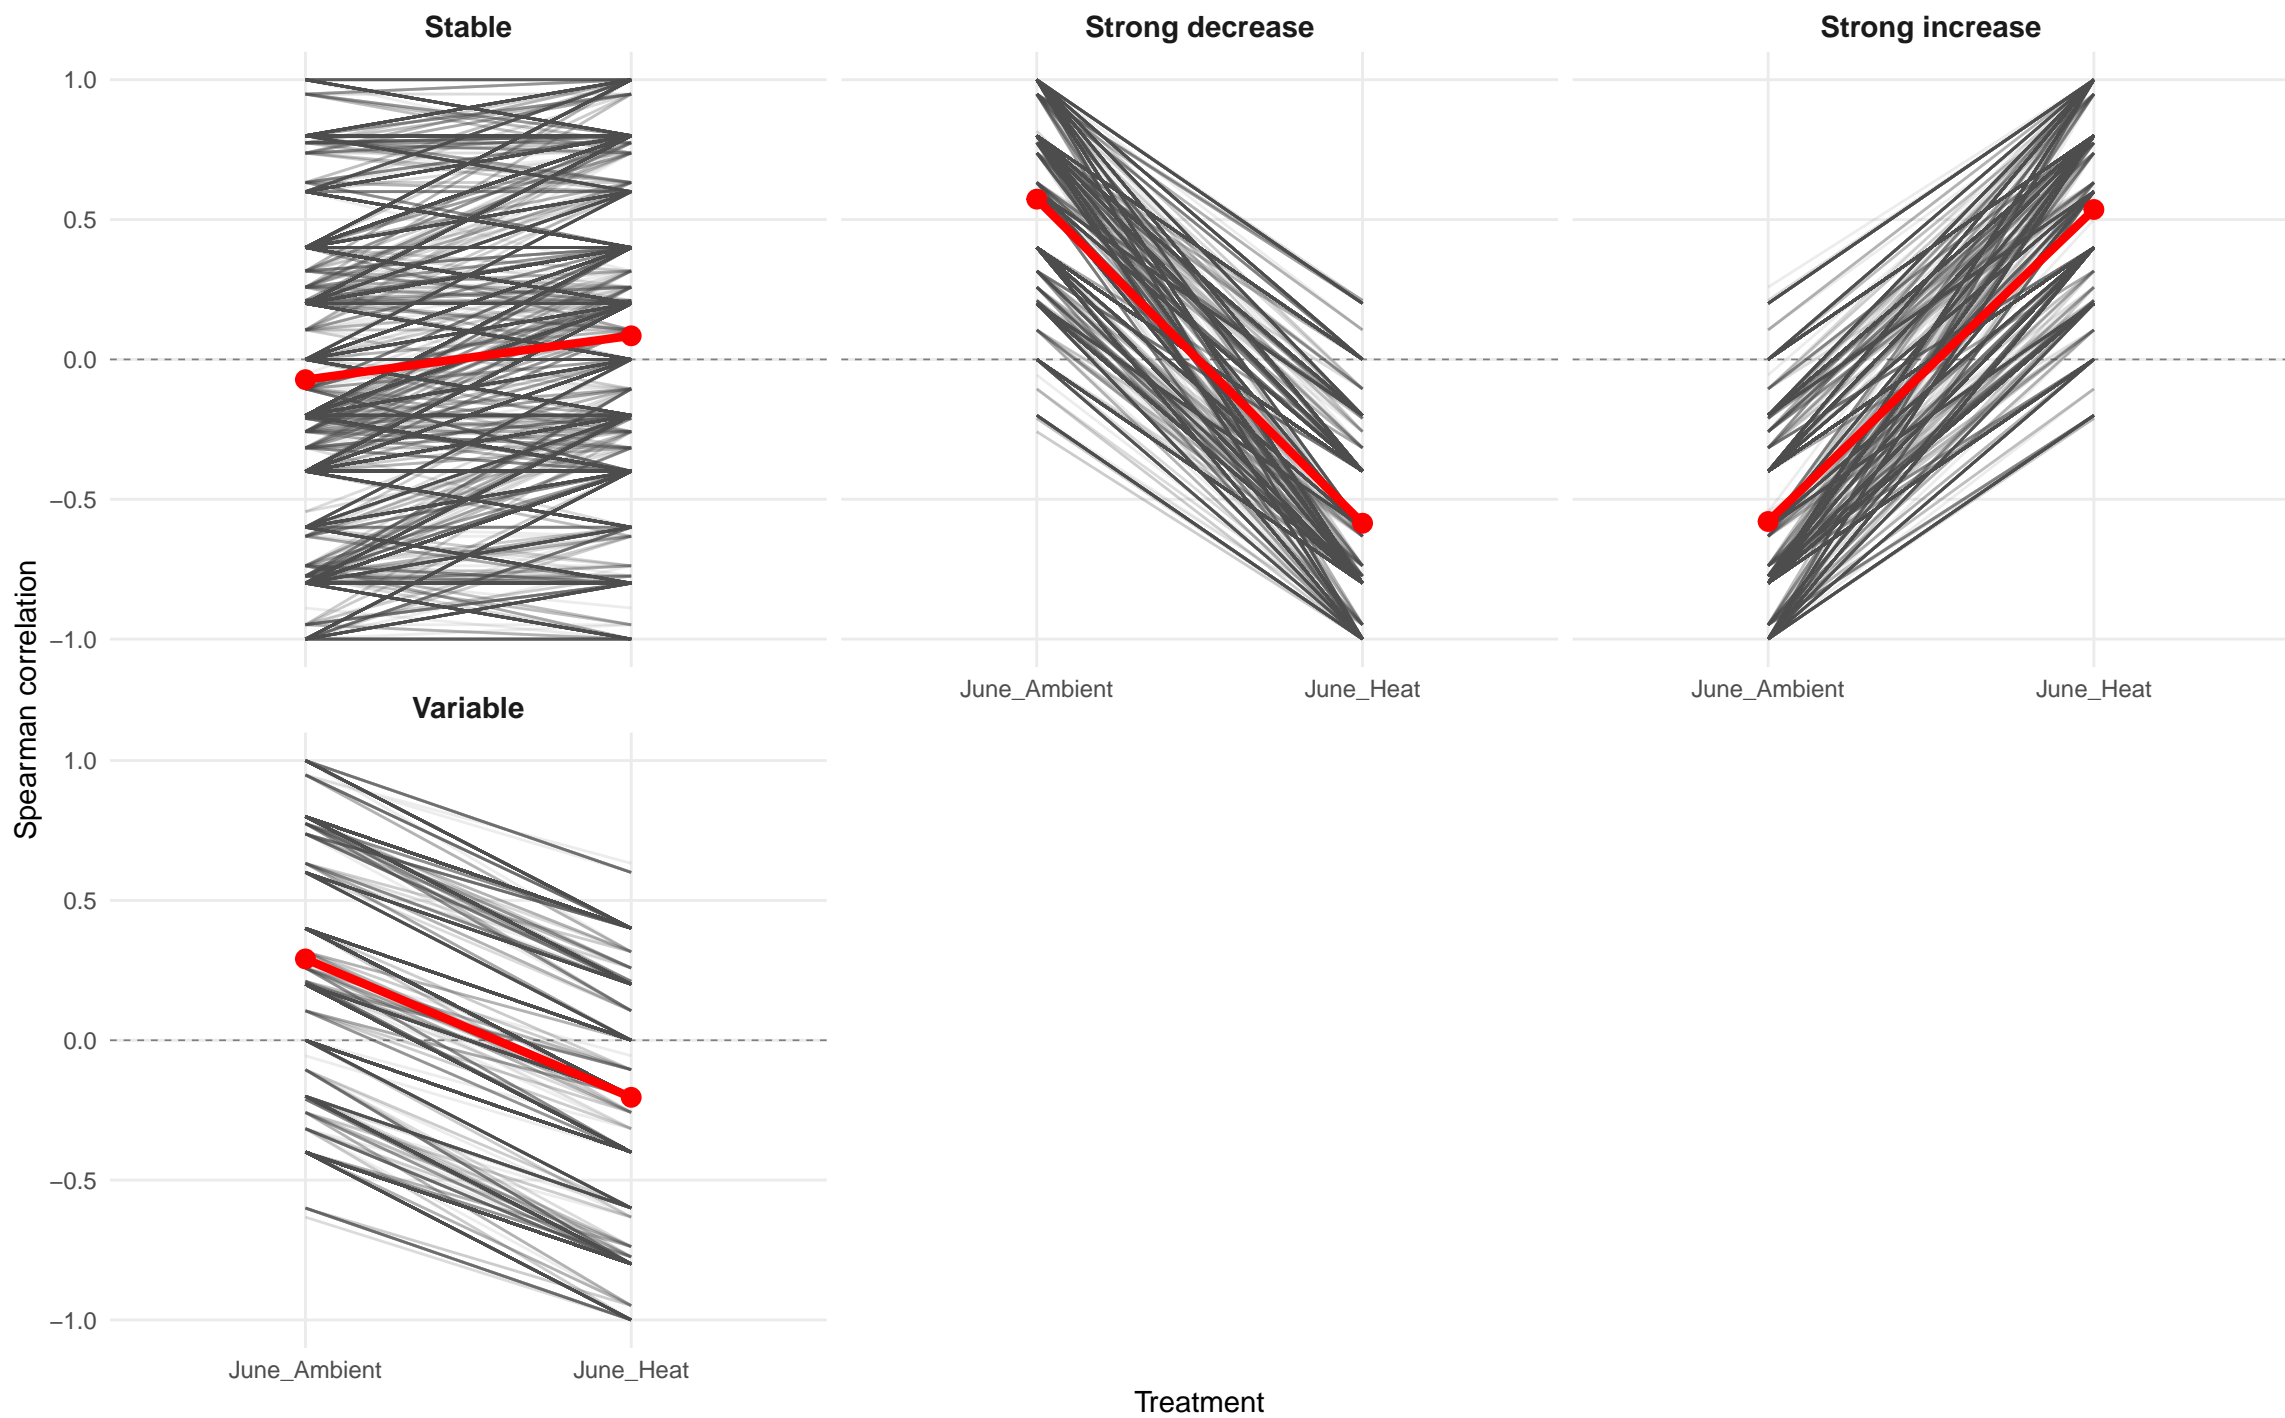 Stable
Strong decrease
Strong increase
1.0
0.5
0.0
−0.5
−1.0
June_Ambient
June_Heat
June_Ambient
June_Heat
Spearman correlation
Variable
1.0
0.5
0.0
−0.5
−1.0
June_Ambient
June_Heat
Treatment